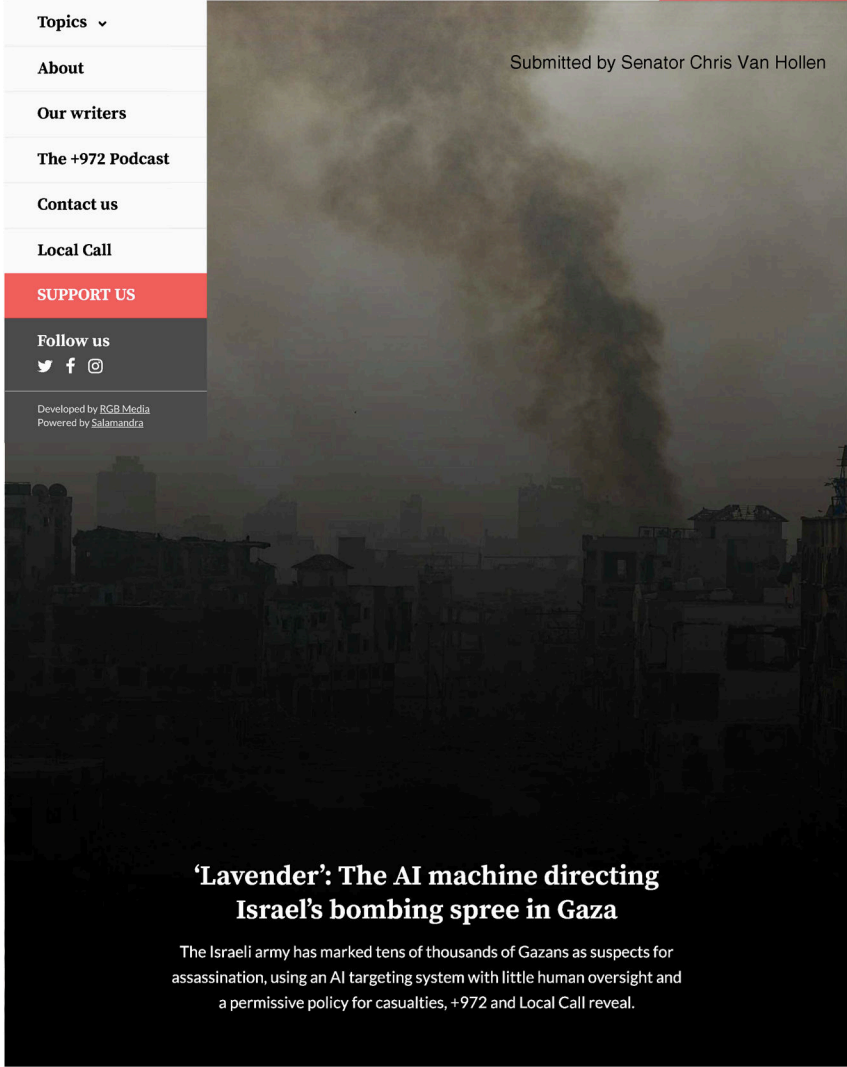 Topics
About
Our writers
The +972 Podcast
Contact us
Local Call
SUPPORT US
Follow us
Developed by RGB Media
Powered by Salamandra
Submitted by Senator Chris Van Hollen
‘Lavender’: The AI machine directing
Israel’s bombing spree in Gaza
The Israeli army has marked tens of thousands of Gazans as suspects for
assassination, using an AI targeting system with little human oversight and
a permissive policy for casualties, +972 and Local Call reveal.